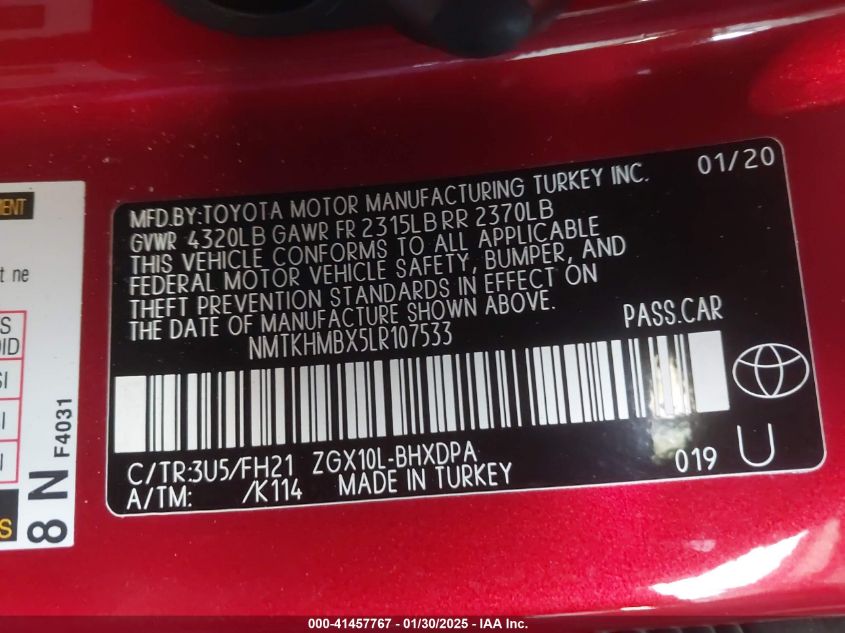 01/20
MFD.BY:TOYOTA MOTOR MANUFACTURING TURKEY INC.
GVWR 4320LB GAWR FR 2315LB RR 2370LB
THIS VEHICLE CONFORMS TO ALL APPLICABLE
FEDERAL MOTOR VEHICLE SAFETY, BUMPER, AND
THEFT PREVENTION STANDARDS IN EFFECT ON
THE DATE OF MANUFACTURE SHOWN ABOVE.
NMTKHMBX5LR107533 PASS.CAR
C/TR:3U5/FH21 ZGX10L-BHXDPA 019 U
A/TM: /K114 MADE IN TURKEY
8 N F4031
000-41457767 - 01/30/2025 - IAA Inc.